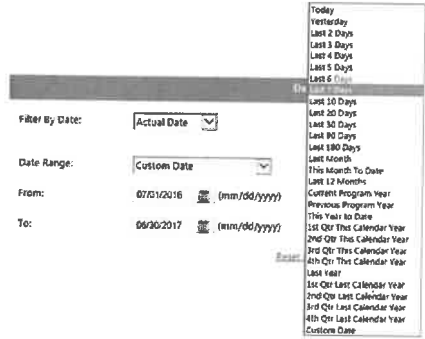 Today
Yesterday
Last 2 Days
Last 3 Days
Last 4 Days
Last 5 Days
Last 6 Days
Last 7 Days
Last 10 Days
Last 20 Days
Last 30 Days
Last 90 Days
Last 180 Days
Last Month
This Month To Date
Last 12 Months
Current Program Year
Previous Program Year
This Year to Date
1st Qtr This Calendar Year
2nd Qtr This Calendar Year
3rd Qtr This Calendar Year
4th Qtr This Calendar Year
Last Year
1st Qtr Last Calendar Year
2nd Qtr Last Calendar Year
3rd Qtr Last Calendar Year
4th Qtr Last Calendar Year
Custom Date
Filter By Date: Actual Date
Date Range: Custom Date
From: 07/01/2016 (mm/dd/yyyy)
To: 06/30/2017 (mm/dd/yyyy)
Reset